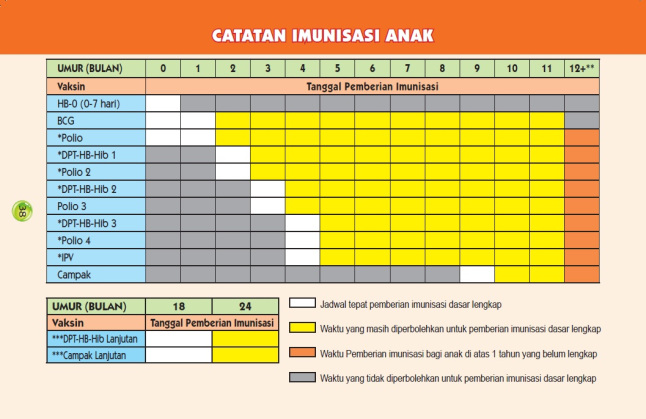 CATATAN IMUNISASI ANAK
UMUR (BULAN) 0 1 2 3 4 5 6 7 8 9 10 11 12+**
Vaksin Tanggal Pemberian Imunisasi
HB-0 (0-7 hari)
BCG
*Polio
*DPT-HB-Hib 1
*Polio 2
*DPT-HB-Hib 2
Polio 3
*DPT-HB-Hib 3
*Polio 4
*IPV
Campak
38
UMUR (BULAN) 18 24
Vaksin Tanggal Pemberian Imunisasi
***DPT-HB-Hib Lanjutan
***Campak Lanjutan
Jadwal tepat pemberian imunisasi dasar lengkap
Waktu yang masih diperbolehkan untuk pemberian imunisasi dasar lengkap
Waktu Pemberian imunisasi bagi anak di atas 1 tahun yang belum lengkap
Waktu yang tidak diperbolehkan untuk pemberian imunisasi dasar lengkap